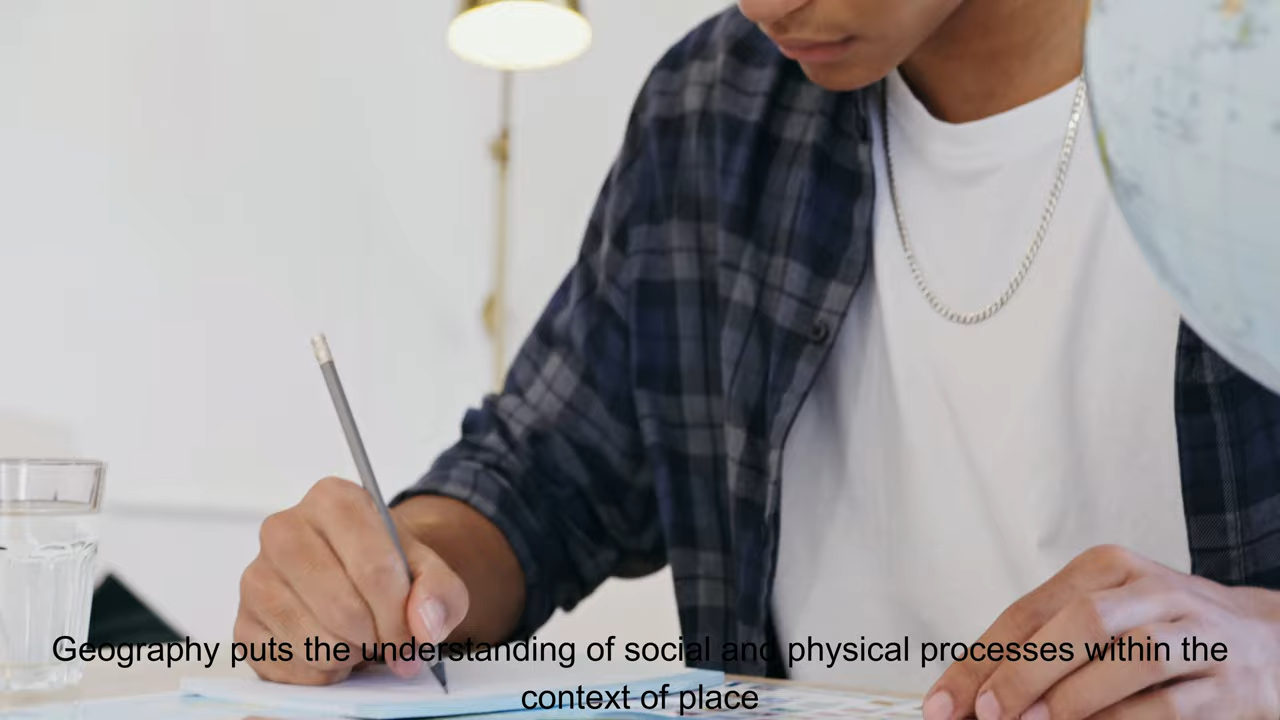 Geography puts the understanding of social and physical processes within the
context of place